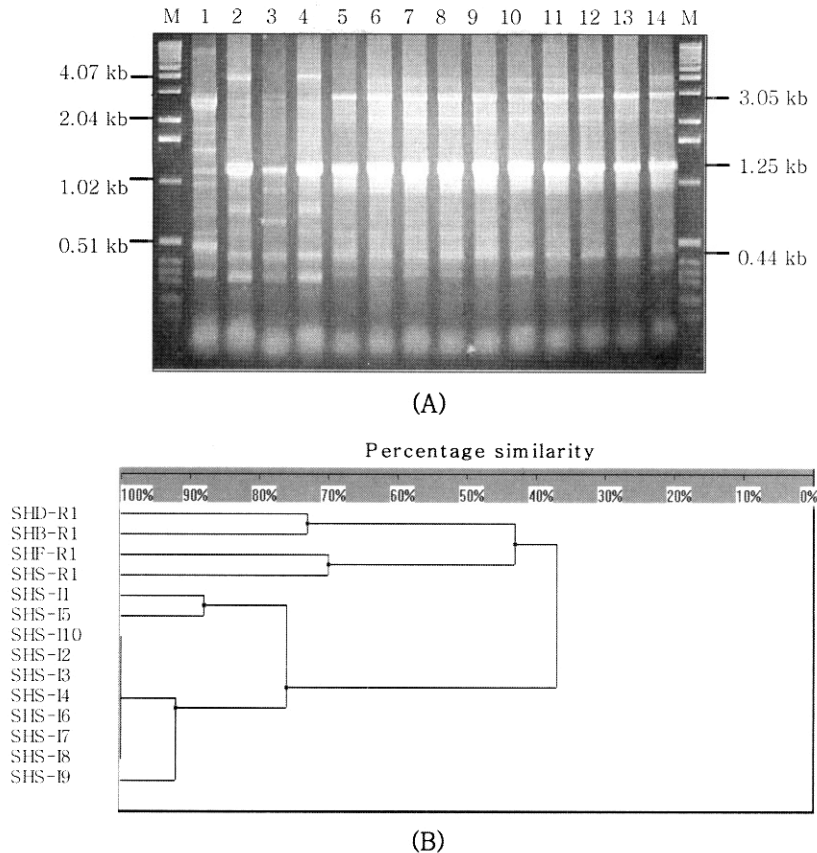 M 1 2 3 4 5 6 7 8 9 10 11 12 13 14 M
4.07 kb
3.05 kb
2.04 kb
1.25 kb
1.02 kb
0.51 kb
0.44 kb
(A)
Percentage similarity
100% 90% 80% 70% 60% 50% 40% 30% 20% 10% 0%
SHD-R1
SHB-R1
SHF-R1
SHS-R1
SHS-I1
SHS-I5
SHS-I10
SHS-I2
SHS-I3
SHS-I4
SHS-I6
SHS-I7
SHS-I8
SHS-I9
(B)